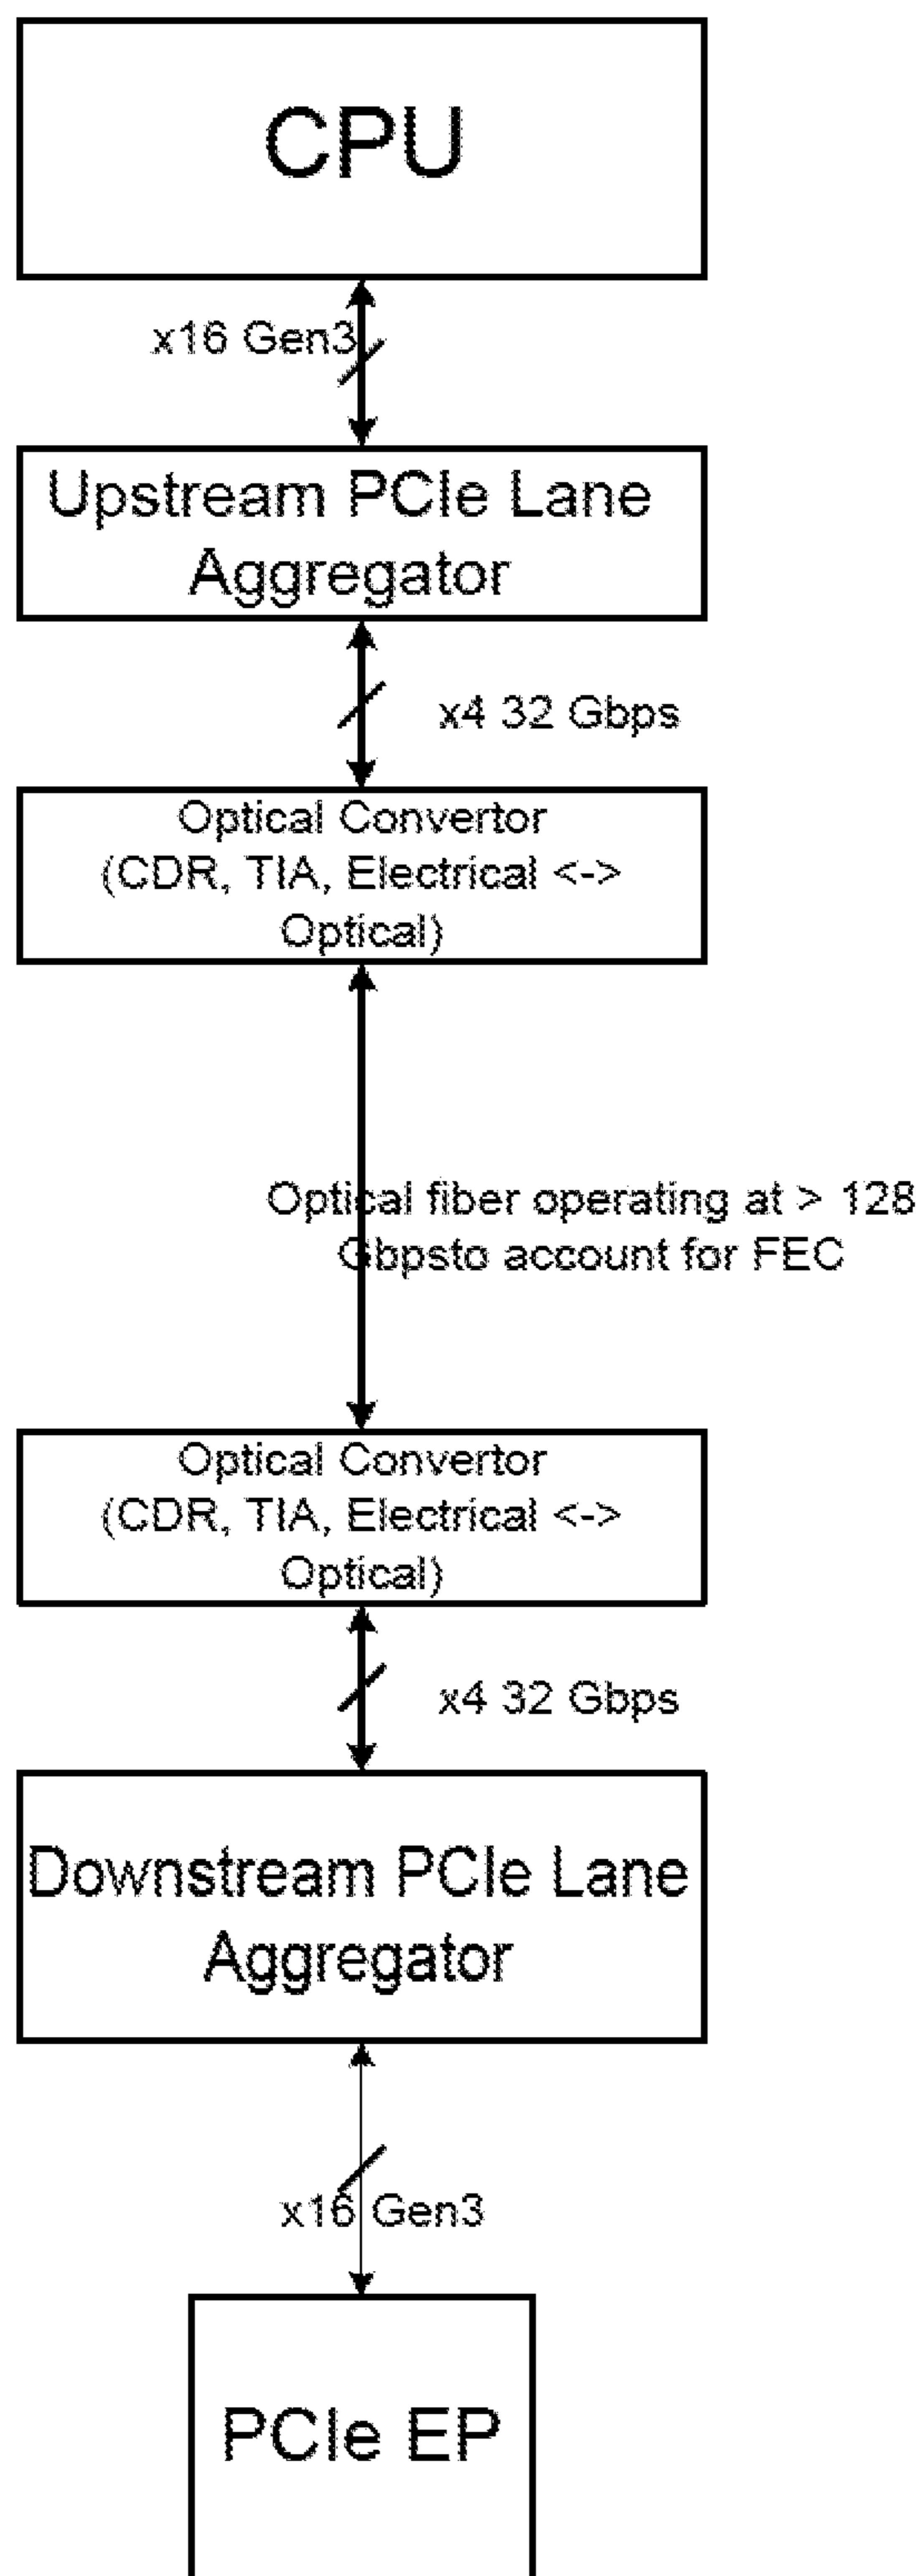 CPU
x16 Gen3
Upstream PCIe Lane
Aggregator
x4 32 Gbps
Optical Convertor
(CDR, TIA, Electrical <->
Optical)
Optical fiber operating at > 128
Gbpsto account for FEC
Optical Convertor
(CDR, TIA, Electrical <->
Optical)
x4 32 Gbps
Downstream PCIe Lane
Aggregator
x16 Gen3
PCIe EP